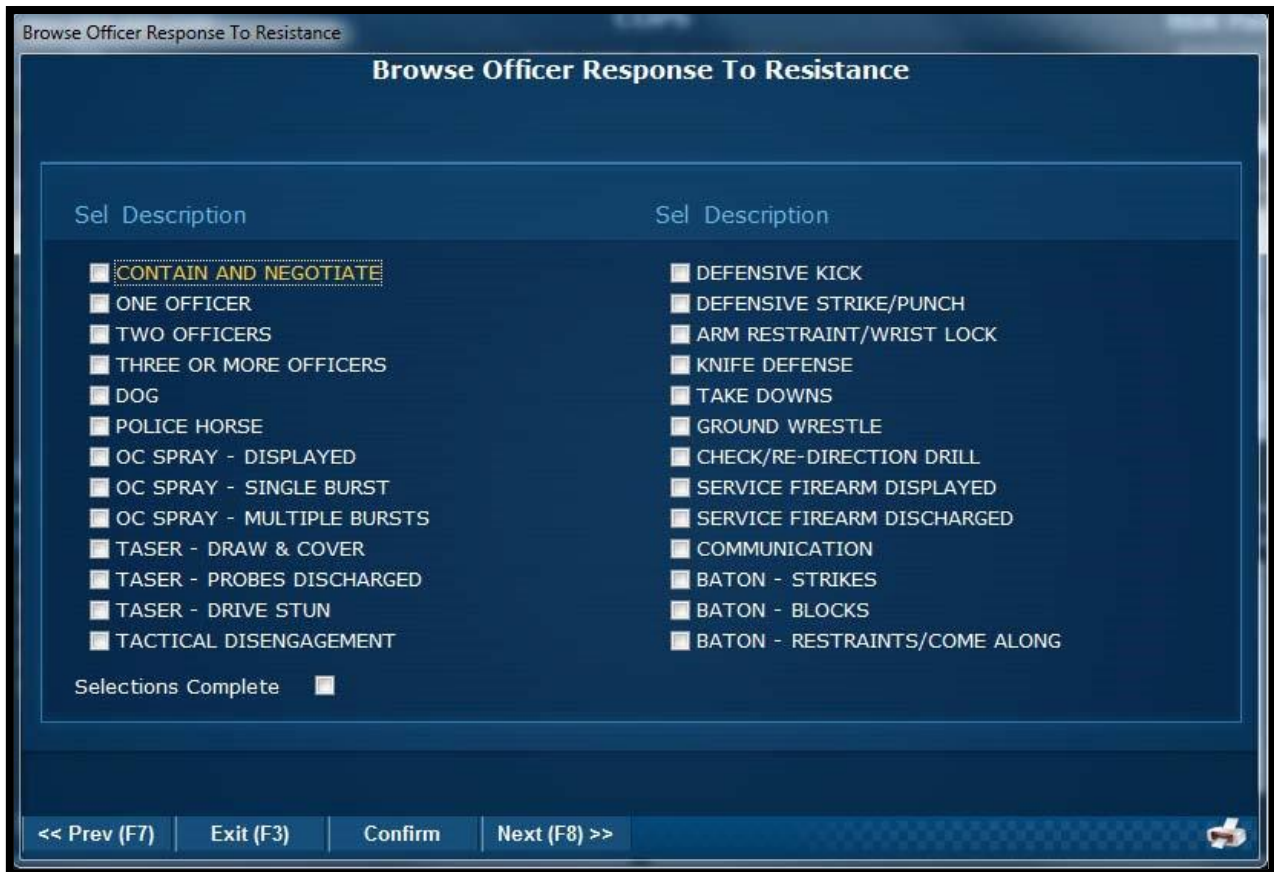 Browse Officer Response To Resistance
Browse Officer Response To Resistance
Sel Description
CONTAIN AND NEGOTIATE
ONE OFFICER
TWO OFFICERS
THREE OR MORE OFFICERS
DOG
POLICE HORSE
OC SPRAY - DISPLAYED
OC SPRAY - SINGLE BURST
OC SPRAY - MULTIPLE BURSTS
TASER - DRAW & COVER
TASER - PROBES DISCHARGED
TASER - DRIVE STUN
TACTICAL DISENGAGEMENT
Selections Complete
Sel Description
DEFENSIVE KICK
DEFENSIVE STRIKE/PUNCH
ARM RESTRAINT/WRIST LOCK
KNIFE DEFENSE
TAKE DOWNS
GROUND WRESTLE
CHECK/RE-DIRECTION DRILL
SERVICE FIREARM DISPLAYED
SERVICE FIREARM DISCHARGED
COMMUNICATION
BATON - STRIKES
BATON - BLOCKS
BATON - RESTRAINTS/COME ALONG
<< Prev (F7) Exit (F3) Confirm Next (F8) >>